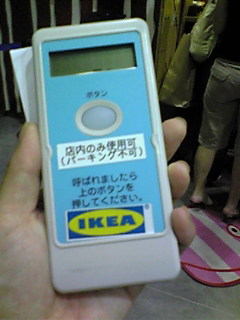 ボタン
店内のみ使用可
(パーキング不可)
呼ばれましたら
上のボタンを
押してください。
IKEA
®